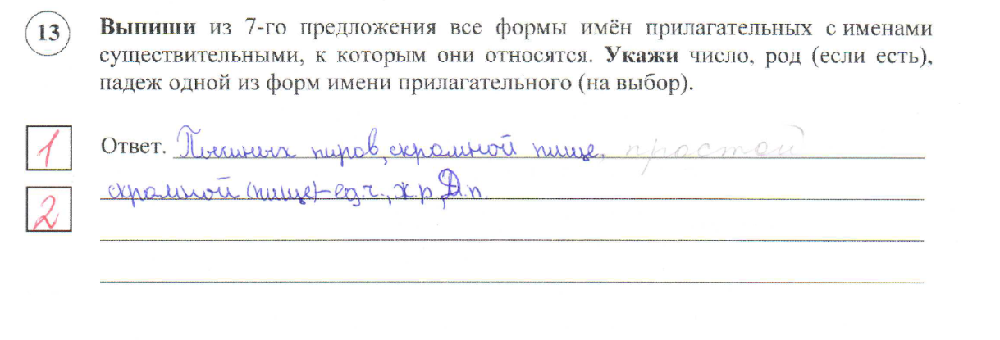 13
Выпиши из 7-го предложения все формы имён прилагательных с именами
существительными, к которым они относятся. Укажи число, род (если есть),
падеж одной из форм имени прилагательного (на выбор).
1
Ответ. Пышных пиров, скромной пище, простой
скромной (пище)-ед.ч., ж.р., Д.п.
2